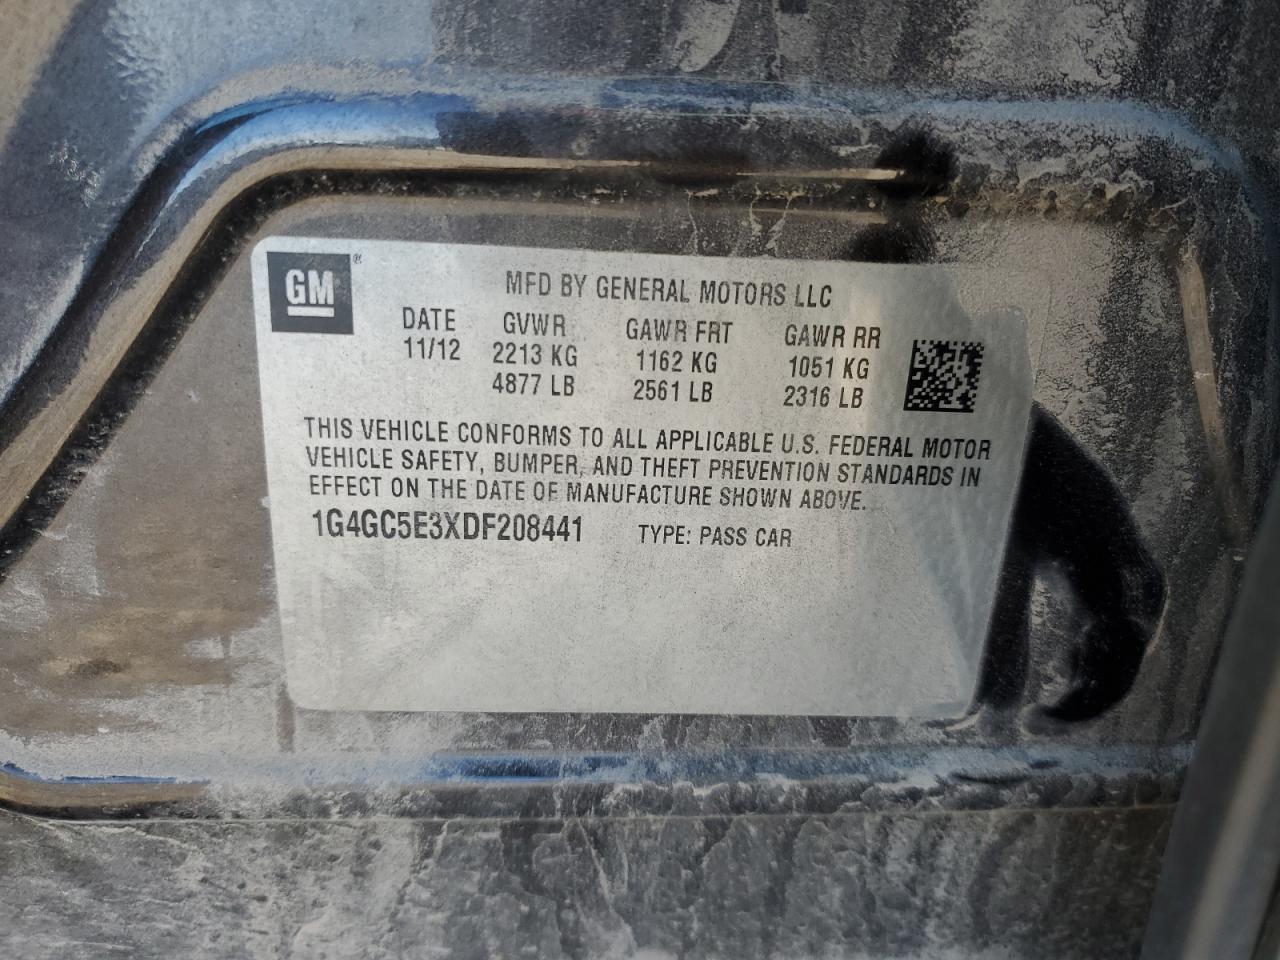 GM®
MFD BY GENERAL MOTORS LLC
DATE GVWR GAWR FRT GAWR RR
11/12 2213 KG 1162 KG 1051 KG
4877 LB 2561 LB 2316 LB
THIS VEHICLE CONFORMS TO ALL APPLICABLE U.S. FEDERAL MOTOR
VEHICLE SAFETY, BUMPER, AND THEFT PREVENTION STANDARDS IN
EFFECT ON THE DATE OF MANUFACTURE SHOWN ABOVE.
1G4GC5E3XDF208441 TYPE: PASS CAR